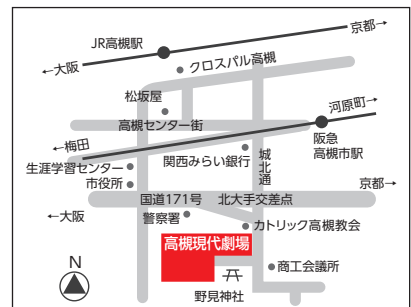 京都→
JR高槻駅
←大阪
クロスパル高槻
松坂屋
河原町→
高槻センター街
←梅田
阪急
高槻市駅
関西みらい銀行
城北通
生涯学習センター
市役所
京都→
国道171号
北大手交差点
←大阪
警察署
カトリック高槻教会
高槻現代劇場
N
商工会議所
野見神社